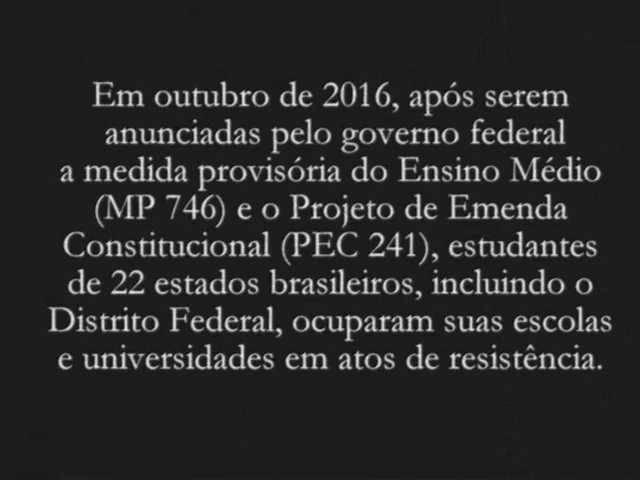 Em outubro de 2016, após serem
anunciadas pelo governo federal
a medida provisória do Ensino Médio
(MP 746) e o Projeto de Emenda
Constitucional (PEC 241), estudantes
de 22 estados brasileiros, incluindo o
Distrito Federal, ocuparam suas escolas
e universidades em atos de resistência.